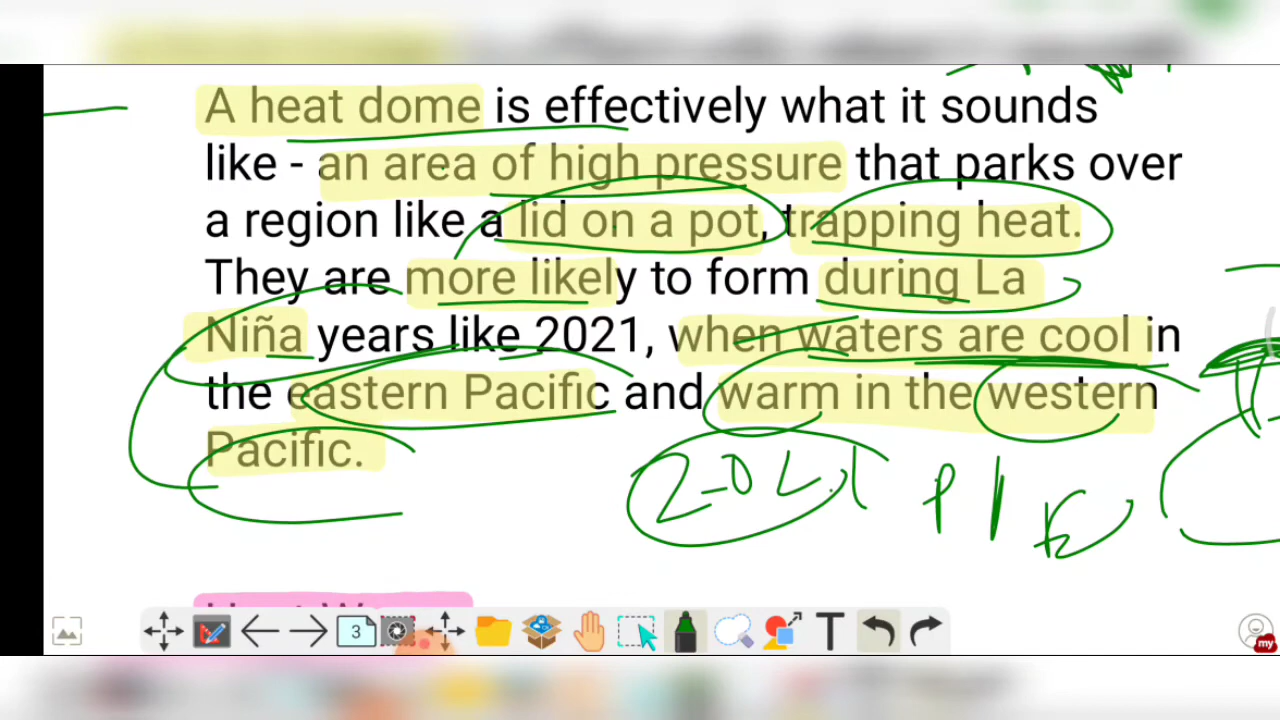 A heat dome is effectively what it sounds
like - an area of high pressure that parks over
a region like a lid on a pot, trapping heat.
They are more likely to form during La
Niña years like 2021, when waters are cool in
the eastern Pacific and warm in the western
Pacific.
2021
3
T
my